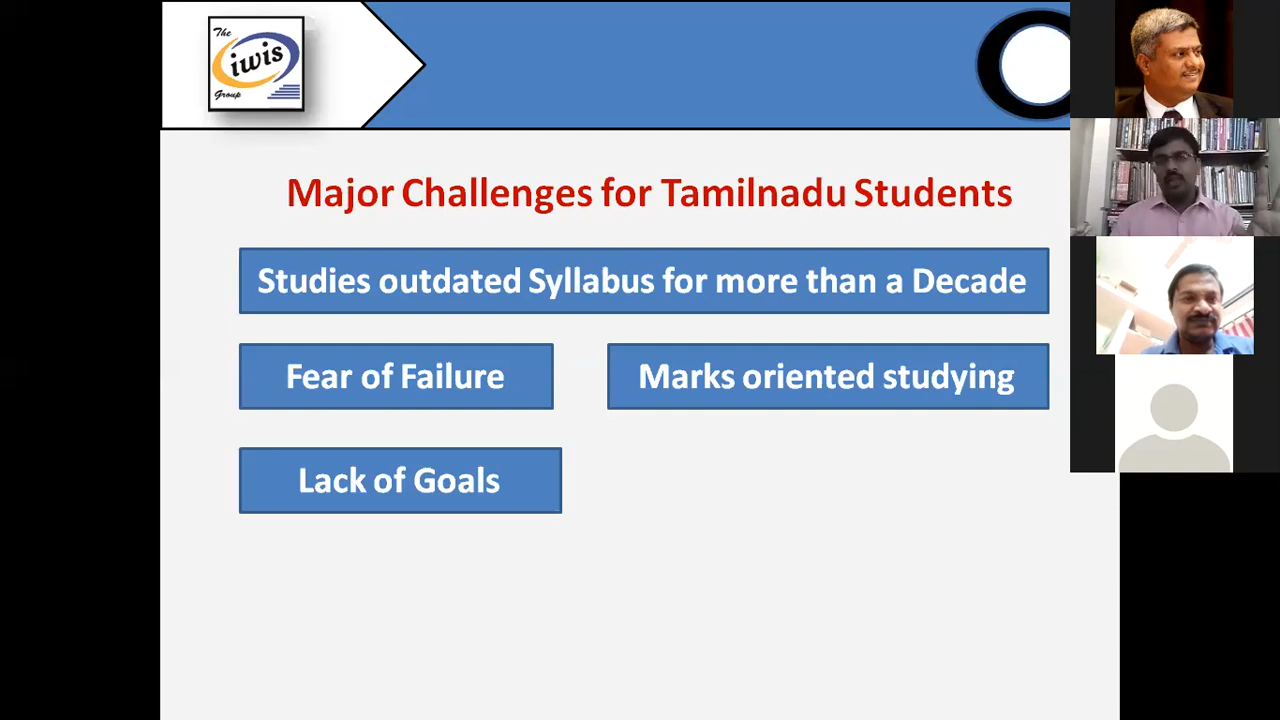 The
iwis
Group
Major Challenges for Tamilnadu Students
Studies outdated Syllabus for more than a Decade
Fear of Failure
Marks oriented studying
Lack of Goals